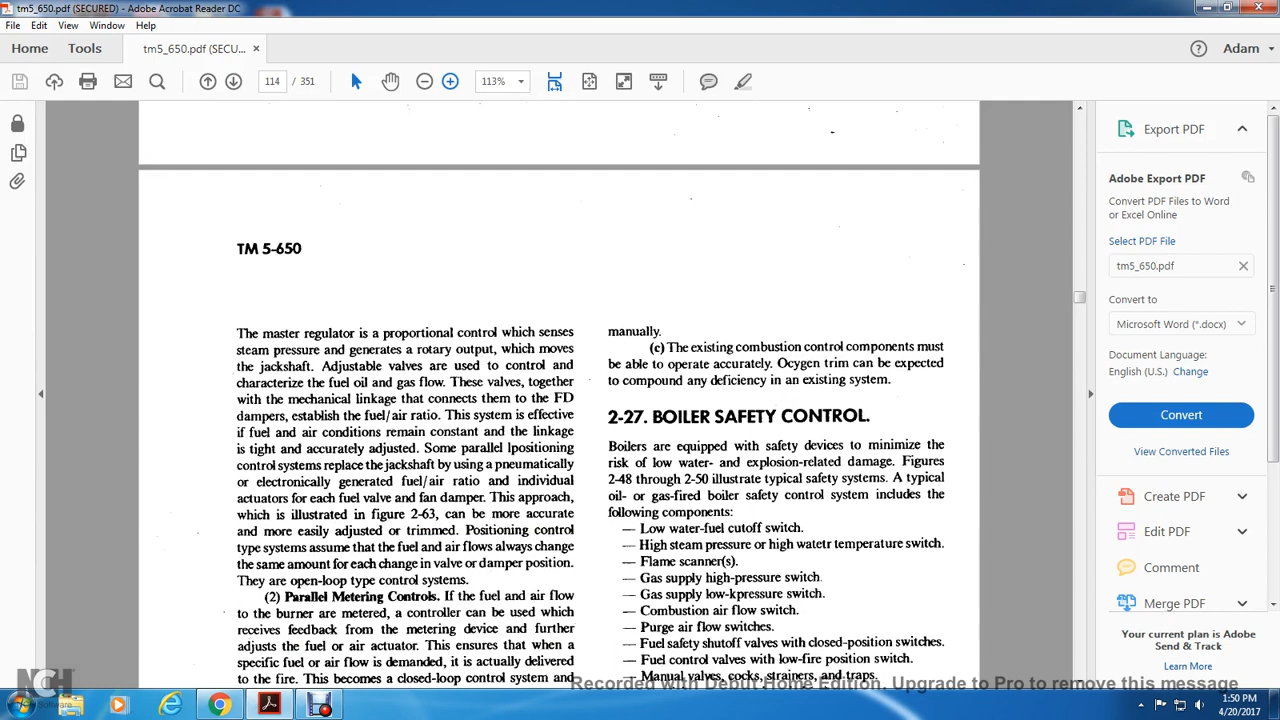 tm5_650.pdf (SECURED) - Adobe Acrobat Reader DC
File Edit View Window Help
Home Tools tm5_650.pdf (SECU... × Adam
114 / 351 113%
TM 5-650
The master regulator is a proportional control which senses
steam pressure and generates a rotary output, which moves
the jackshaft. Adjustable valves are used to control and
characterize the fuel oil and gas flow. These valves, together
with the mechanical linkage that connects them to the FD
dampers, establish the fuel/air ratio. This system is effective
if fuel and air conditions remain constant and the linkage
is tight and accurately adjusted. Some parallel lpositioning
control systems replace the jackshaft by using a pneumatically
or electronically generated fuel/air ratio and individual
actuators for each fuel valve and fan damper. This approach,
which is illustrated in figure 2-63, can be more accurate
and more easily adjusted or trimmed. Positioning control
type systems assume that the fuel and air flows always change
the same amount for each change in valve or damper position.
They are open-loop type control systems.
(2) Parallel Metering Controls. If the fuel and air flow
to the burner are metered, a controller can be used which
receives feedback from the metering device and further
adjusts the fuel or air actuator. This ensures that when a
specific fuel or air flow is demanded, it is actually delivered
to the fire. This becomes a closed-loop control system and
manually.
(c) The existing combustion control components must
be able to operate accurately. Ocygen trim can be expected
to compound any deficiency in an existing system.
2-27. BOILER SAFETY CONTROL.
Boilers are equipped with safety devices to minimize the
risk of low water- and explosion-related damage. Figures
2-48 through 2-50 illustrate typical safety systems. A typical
oil- or gas-fired boiler safety control system includes the
following components:
— Low water-fuel cutoff switch.
— High steam pressure or high watetr temperature switch.
— Flame scanner(s).
— Gas supply high-pressure switch.
— Gas supply low-kpressure switch.
— Combustion air flow switch.
— Purge air flow switches.
— Fuel safety shutoff valves with closed-position switches.
— Fuel control valves with low-fire position switch.
— Manual valves, cocks, strainers, and traps.
Export PDF
Adobe Export PDF
Convert PDF Files to Word
or Excel Online
Select PDF File
tm5_650.pdf
Convert to
Microsoft Word (*.docx)
Document Language:
English (U.S.) Change
Convert
View Converted Files
Create PDF
Edit PDF
Comment
Merge PDF
Your current plan is Adobe
Send & Track
Learn More
Recorded with Debut Home Edition. Upgrade to Pro to remove this message
NCH
Software
1:50 PM
4/20/2017